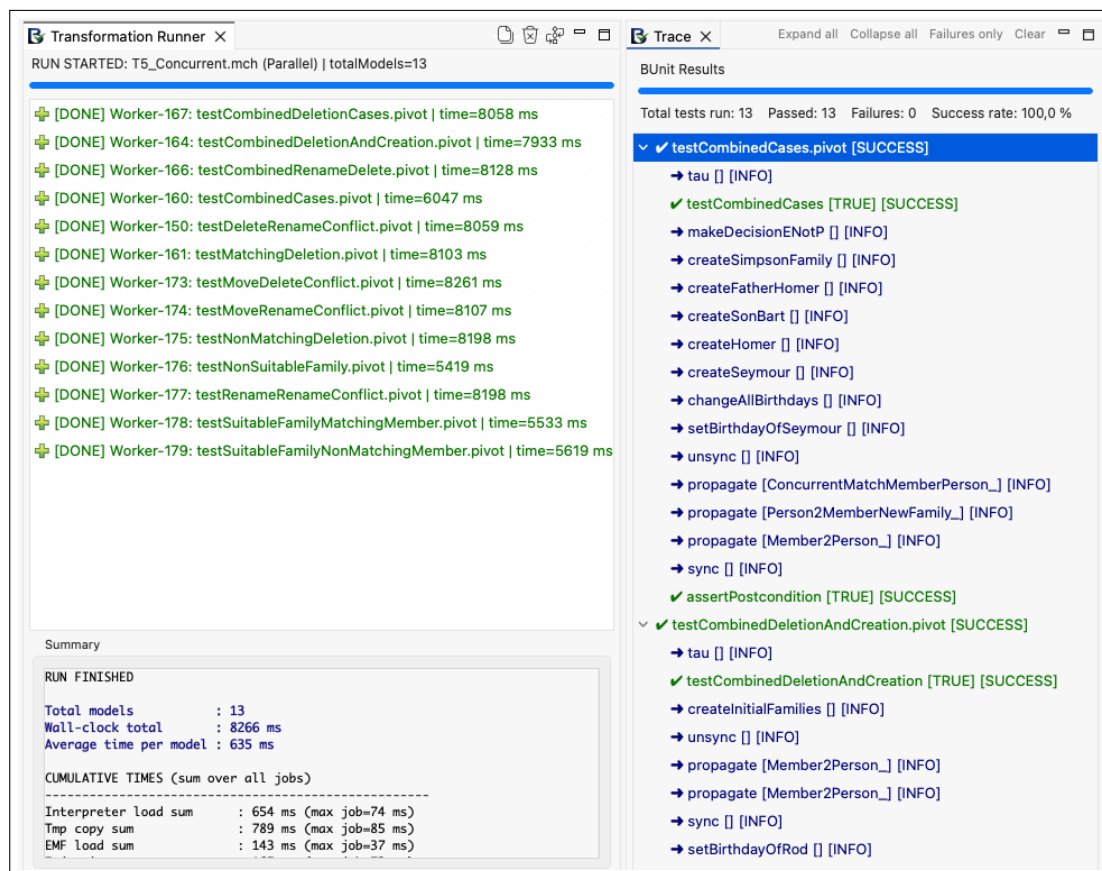 Transformation Runner
RUN STARTED: T5_Concurrent.mch (Parallel) | totalModels=13
[DONE] Worker-167: testCombinedDeletionCases.pivot | time=8058 ms
[DONE] Worker-164: testCombinedDeletionAndCreation.pivot | time=7933 ms
[DONE] Worker-166: testCombinedRenameDelete.pivot | time=8128 ms
[DONE] Worker-160: testCombinedCases.pivot | time=6047 ms
[DONE] Worker-150: testDeleteRenameConflict.pivot | time=8059 ms
[DONE] Worker-161: testMatchingDeletion.pivot | time=8103 ms
[DONE] Worker-173: testMoveDeleteConflict.pivot | time=8261 ms
[DONE] Worker-174: testMoveRenameConflict.pivot | time=8107 ms
[DONE] Worker-175: testNonMatchingDeletion.pivot | time=8198 ms
[DONE] Worker-176: testNonSuitableFamily.pivot | time=5419 ms
[DONE] Worker-177: testRenameRenameConflict.pivot | time=8198 ms
[DONE] Worker-178: testSuitableFamilyMatchingMember.pivot | time=5533 ms
[DONE] Worker-179: testSuitableFamilyNonMatchingMember.pivot | time=5619 ms
Summary
RUN FINISHED
Total models : 13
Wall-clock total : 8266 ms
Average time per model : 635 ms
CUMULATIVE TIMES (sum over all jobs)
------------------------------------------------
Interpreter load sum : 654 ms (max job=74 ms)
Tmp copy sum : 789 ms (max job=85 ms)
EMF load sum : 143 ms (max job=37 ms)
Trace
Expand all Collapse all Failures only Clear
BUnit Results
Total tests run: 13 Passed: 13 Failures: 0 Success rate: 100,0 %
✔ testCombinedCases.pivot [SUCCESS]
➔ tau [] [INFO]
✔ testCombinedCases [TRUE] [SUCCESS]
➔ makeDecisionENotP [] [INFO]
➔ createSimpsonFamily [] [INFO]
➔ createFatherHomer [] [INFO]
➔ createSonBart [] [INFO]
➔ createHomer [] [INFO]
➔ createSeymour [] [INFO]
➔ changeAllBirthdays [] [INFO]
➔ setBirthdayOfSeymour [] [INFO]
➔ unsync [] [INFO]
➔ propagate [ConcurrentMatchMemberPerson_] [INFO]
➔ propagate [Person2MemberNewFamily_] [INFO]
➔ propagate [Member2Person_] [INFO]
➔ sync [] [INFO]
✔ assertPostcondition [TRUE] [SUCCESS]
✔ testCombinedDeletionAndCreation.pivot [SUCCESS]
➔ tau [] [INFO]
✔ testCombinedDeletionAndCreation [TRUE] [SUCCESS]
➔ createInitialFamilies [] [INFO]
➔ unsync [] [INFO]
➔ propagate [Member2Person_] [INFO]
➔ propagate [Member2Person_] [INFO]
➔ sync [] [INFO]
➔ setBirthdayOfRod [] [INFO]